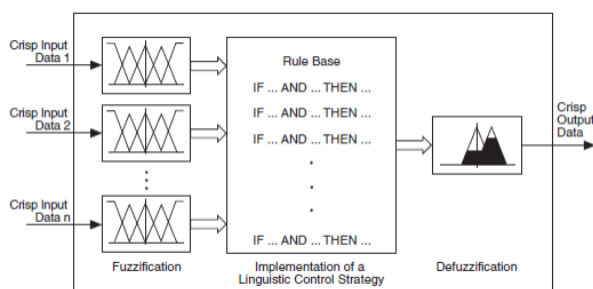 Crisp Input
Data 1
Crisp Input
Data 2
Crisp Input
Data n
Rule Base
IF ... AND ... THEN ...
IF ... AND ... THEN ...
IF ... AND ... THEN ...
IF ... AND ... THEN ...
Crisp
Output
Data
Fuzzification
Implementation of a
Linguistic Control Strategy
Defuzzification